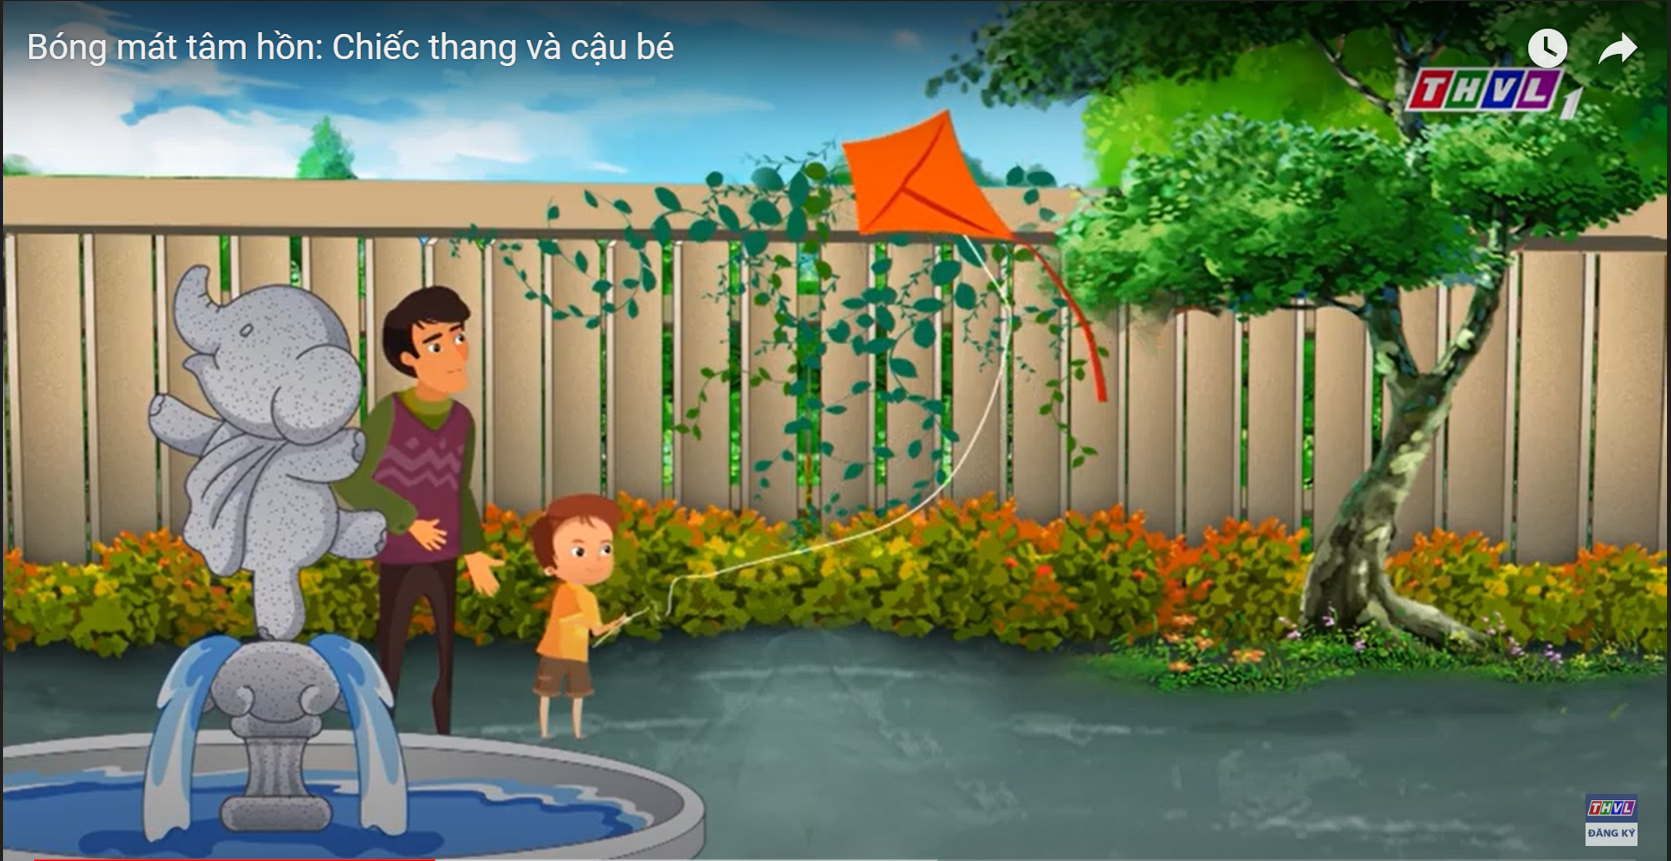 Bóng mát tâm hồn: Chiếc thang và cậu bé
THVL1
THVL
ĐĂNG KÝ